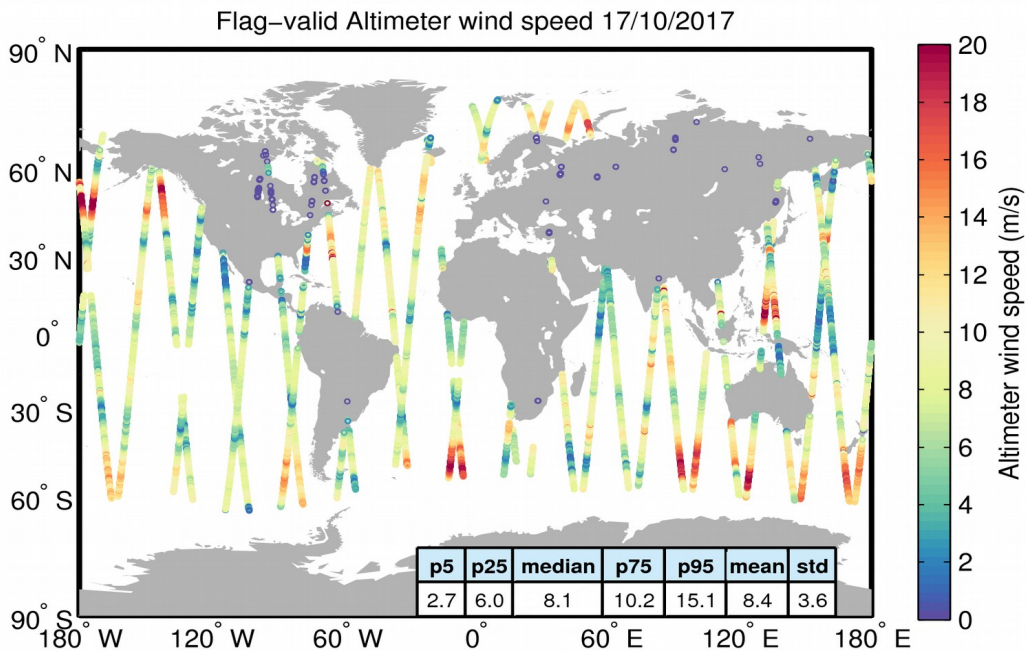 Flag−valid Altimeter wind speed 17/10/2017
90° N
60° N
30° N
0°
30° S
60° S
90° S
180° W
120° W
60° W
0°
60° E
120° E
180° E
p5 p25 median p75 p95 mean std
2.7 6.0 8.1 10.2 15.1 8.4 3.6
20
18
16
14
12
10
8
6
4
2
0
Altimeter wind speed (m/s)